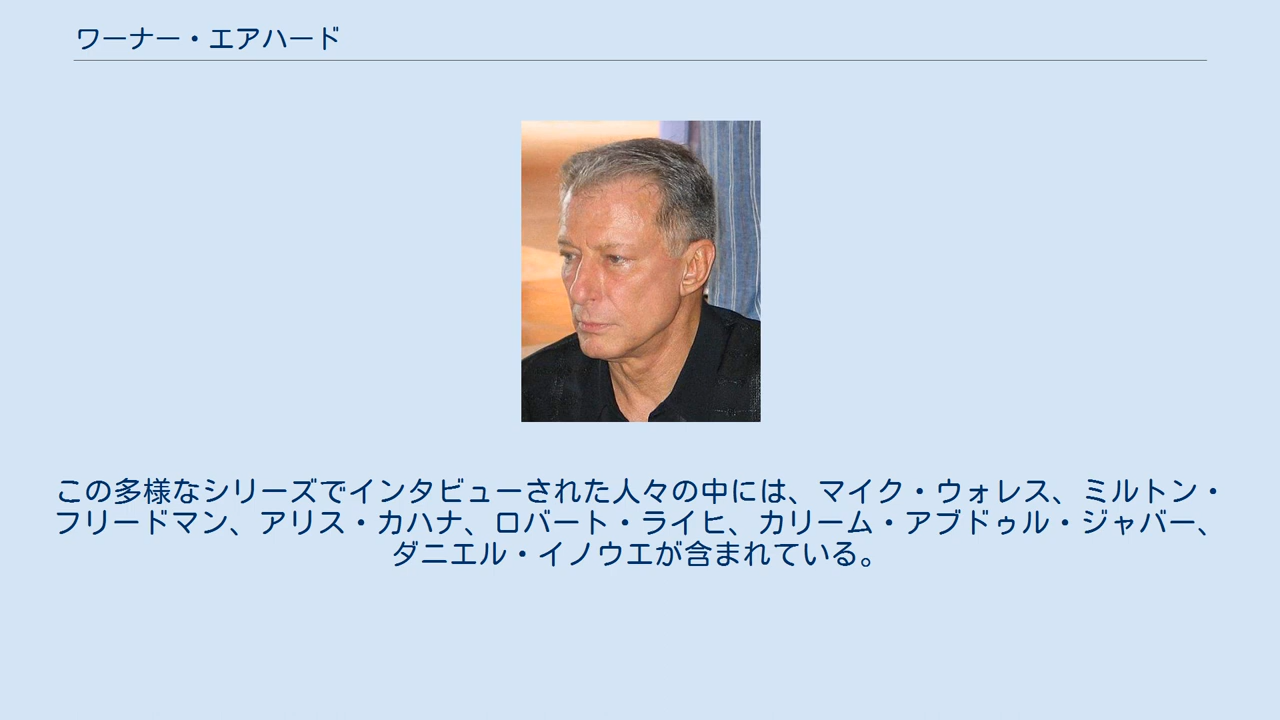 ワーナー・エアハード
この多様なシリーズでインタビューされた人々の中には、マイク・ウォレス、ミルトン・
フリードマン、アリス・カハナ、ロバート・ライヒ、カリーム・アブドゥル・ジャバー、
ダニエル・イノウエが含まれている。